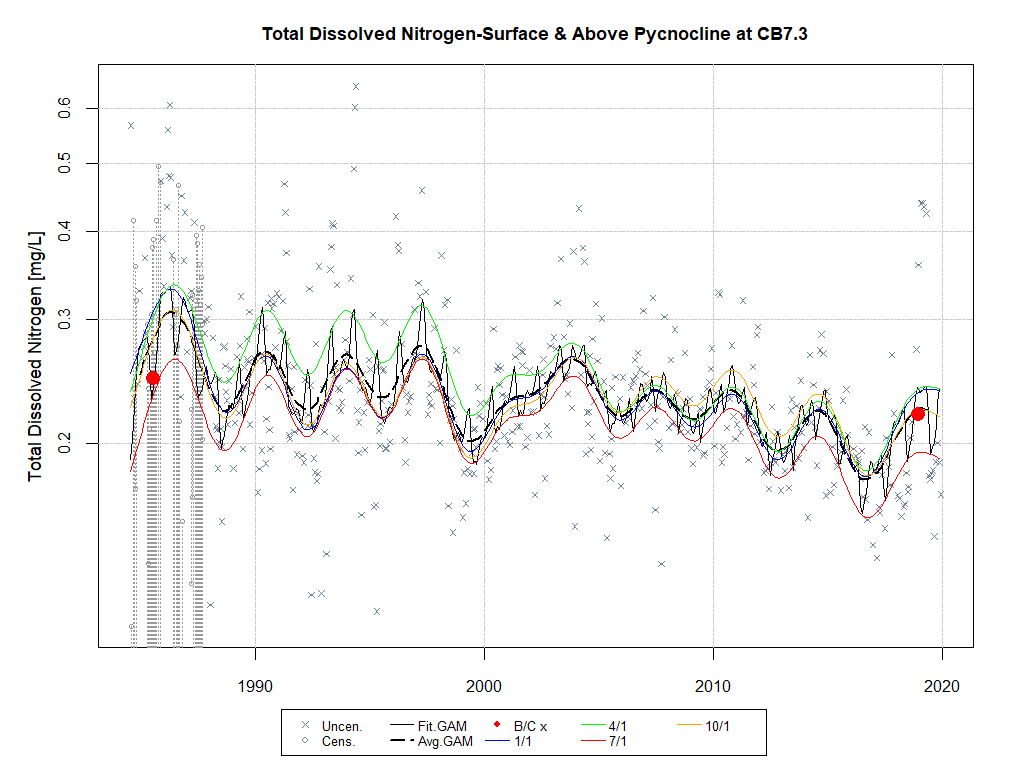 Total Dissolved Nitrogen-Surface & Above Pycnocline at CB7.3
Total Dissolved Nitrogen [mg/L]
0.6
0.5
0.4
0.3
0.2
1990 2000 2010 2020
Uncen. Fit.GAM B/C x 4/1 10/1
Cens. Avg.GAM 1/1 7/1